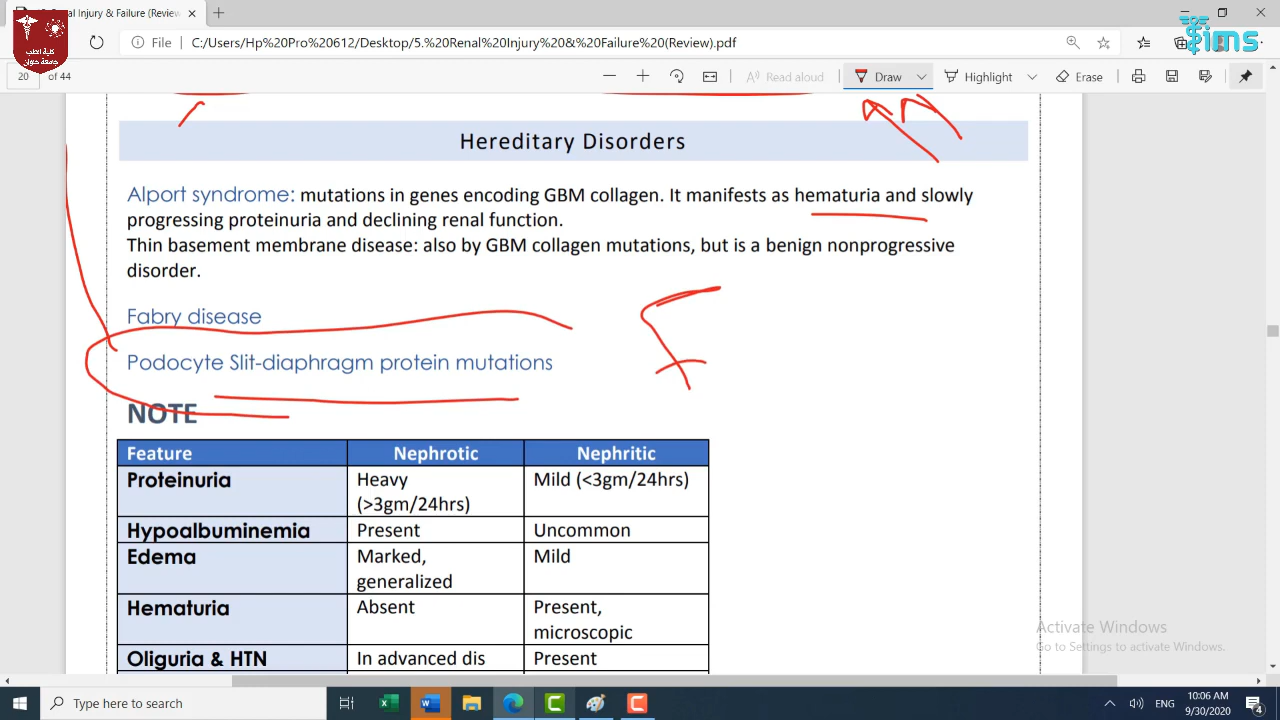 Renal Injury & Failure (Review)
كلية الطب
جامعة حلوان
ims
File C:/Users/Hp%20Pro%20612/Desktop/5.%20Renal%20Injury%20&%20Failure%20(Review).pdf
20 of 44
Read aloud
Draw
Highlight
Erase
Hereditary Disorders
Alport syndrome: mutations in genes encoding GBM collagen. It manifests as hematuria and slowly
progressing proteinuria and declining renal function.
Thin basement membrane disease: also by GBM collagen mutations, but is a benign nonprogressive
disorder.
Fabry disease
Podocyte Slit-diaphragm protein mutations
NOTE
Feature Nephrotic Nephritic
Proteinuria Heavy Mild (<3gm/24hrs)
(>3gm/24hrs)
Hypoalbuminemia Present Uncommon
Edema Marked, Mild
generalized
Hematuria Absent Present,
microscopic
Oliguria & HTN In advanced dis Present
Activate Windows
Go to Settings to activate Windows.
Type here to search
ENG
10:06 AM
9/30/2020
4